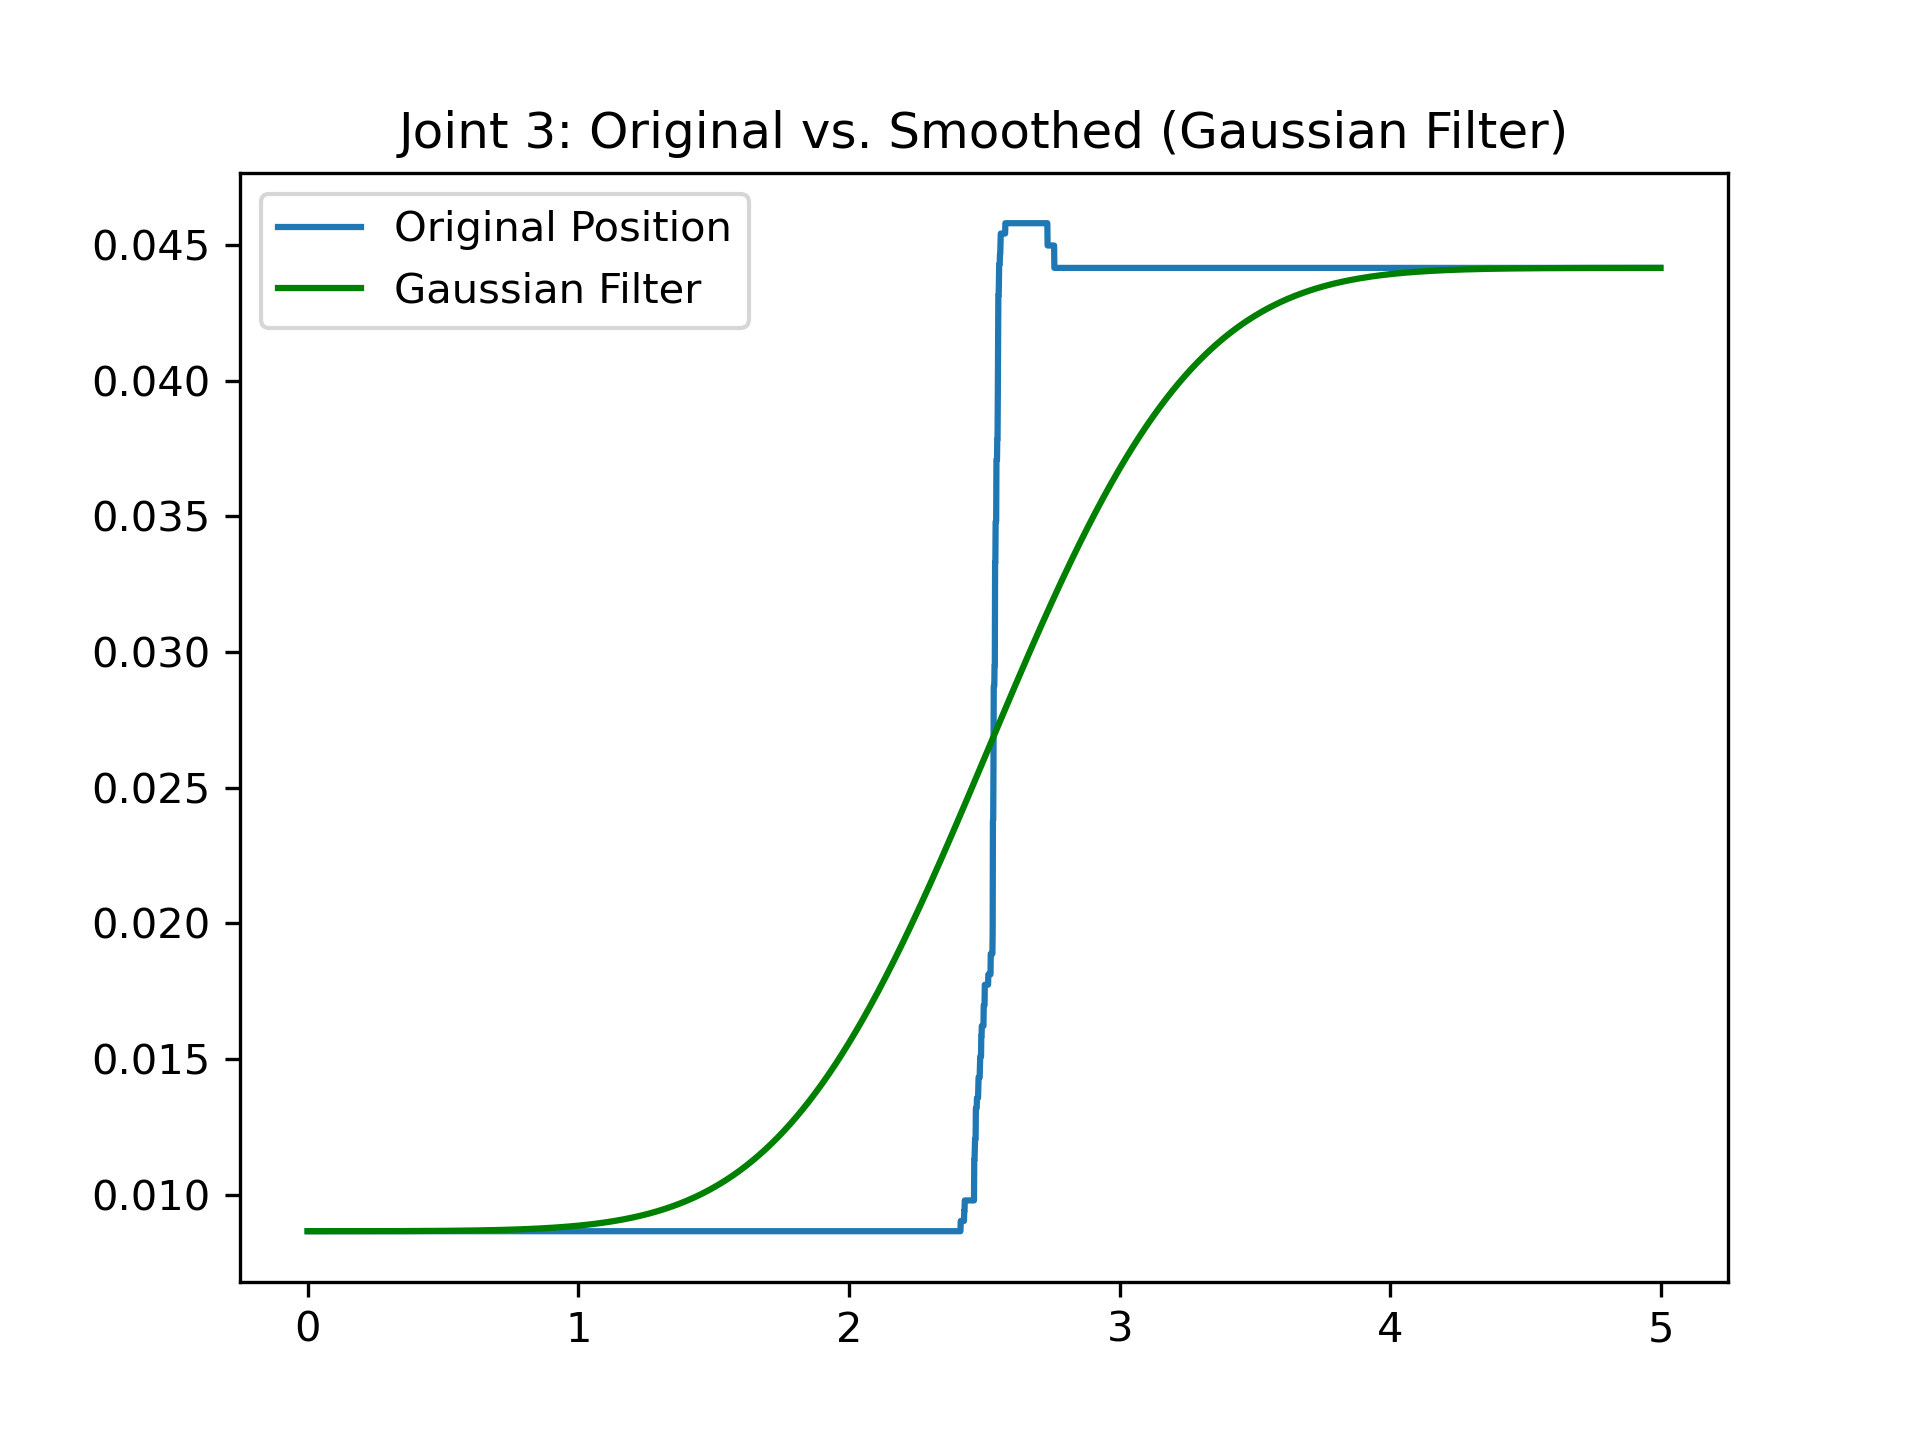 Joint 3: Original vs. Smoothed (Gaussian Filter)
Original Position
Gaussian Filter
0.045
0.040
0.035
0.030
0.025
0.020
0.015
0.010
0 1 2 3 4 5